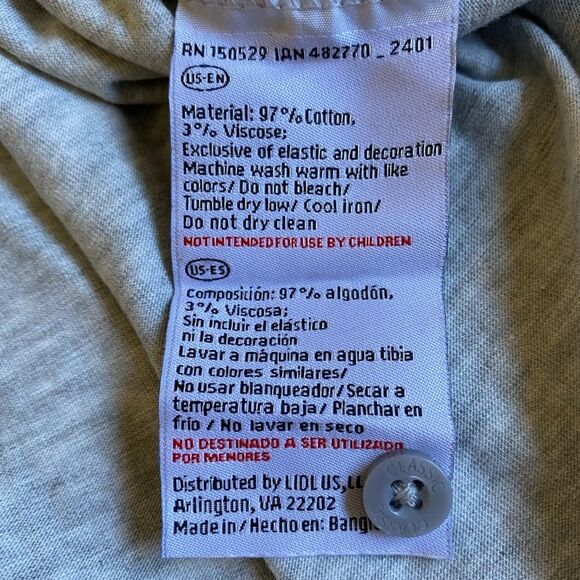 RN 150529 IAN 482770 _ 2401
US-EN
Material: 97% Cotton,
3% Viscose;
Exclusive of elastic and decoration
Machine wash warm with like
colors/ Do not bleach/
Tumble dry low/ Cool iron/
Do not dry clean
NOT INTENDED FOR USE BY CHILDREN
US-ES
Composición: 97% algodón,
3% Viscosa;
Sin incluir el elástico
ni la decoración
Lavar a máquina en agua tibia
con colores similares/
No usar blanqueador/ Secar a
temperatura baja/ Planchar en
frío / No lavar en seco
NO DESTINADO A SER UTILIZADO
POR MENORES
Distributed by LIDL US,
Arlington, VA 22202
Made in / Hecho en:
CLASSIC
CLASSIC